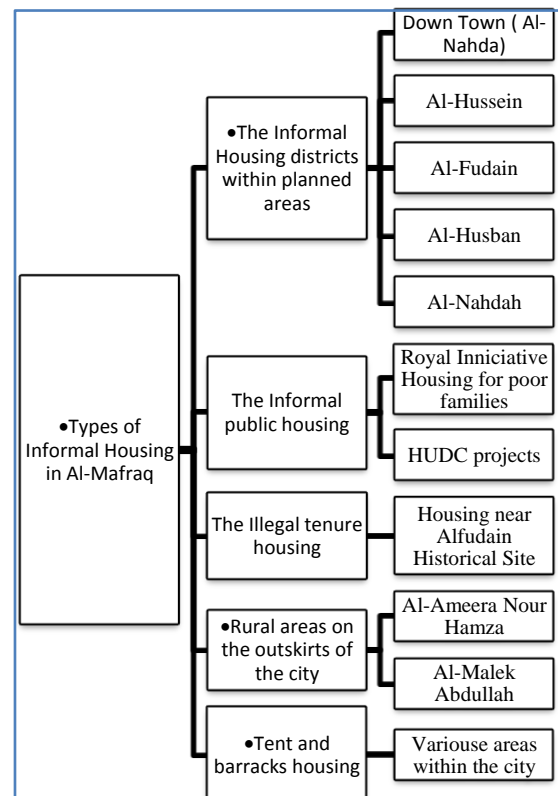 •Types of
Informal Housing
in Al-Mafraq
•The Informal
Housing districts
within planned
areas
Down Town ( Al-
Nahda)
Al-Hussein
Al-Fudain
Al-Husban
Al-Nahdah
The Informal
public housing
Royal Inniciative
Housing for poor
families
HUDC projects
The Illegal tenure
housing
Housing near
Alfudain
Historical Site
•Rural areas on
the outskirts of
the city
Al-Ameera Nour
Hamza
Al-Malek
Abdullah
•Tent and
barracks housing
Variouse areas
within the city